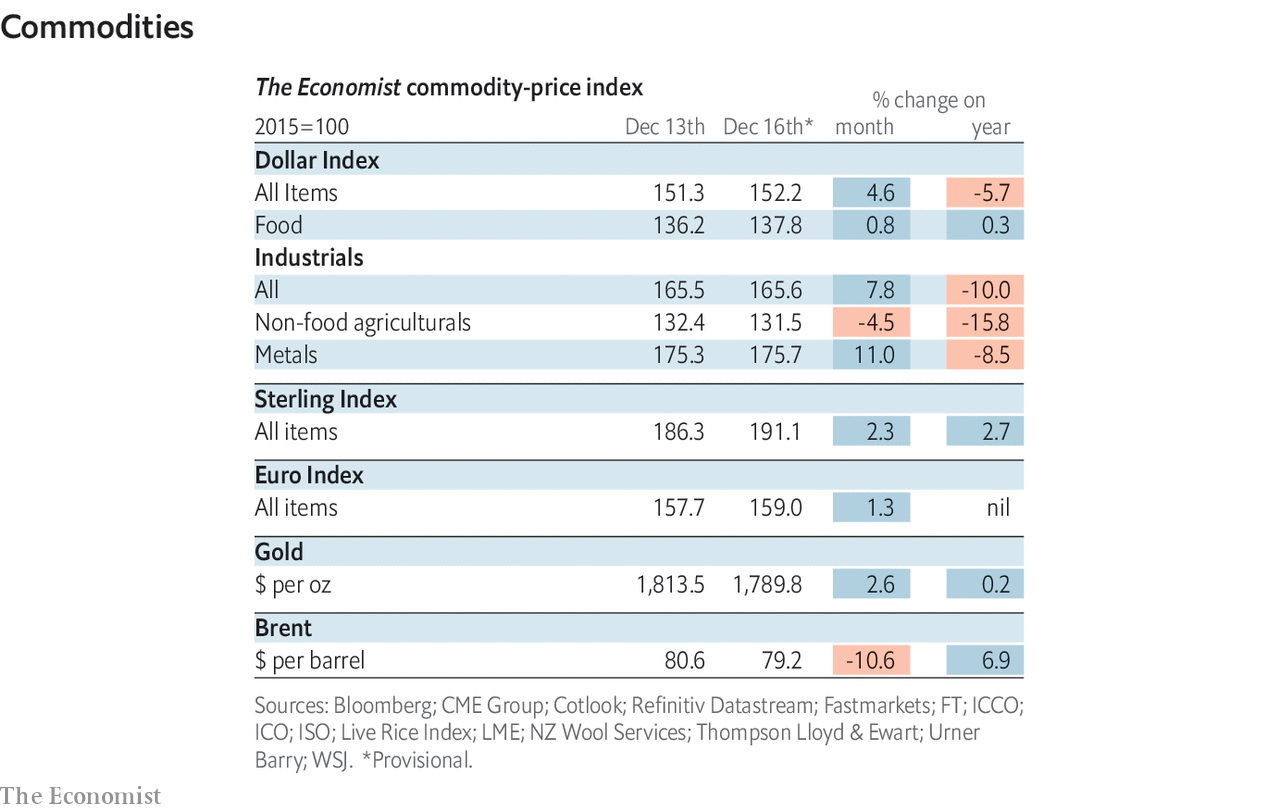 Commodities
The Economist commodity-price index
% change on
2015=100 Dec 13th Dec 16th* month year
Dollar Index
All Items 151.3 152.2 4.6 -5.7
Food 136.2 137.8 0.8 0.3
Industrials
All 165.5 165.6 7.8 -10.0
Non-food agriculturals 132.4 131.5 -4.5 -15.8
Metals 175.3 175.7 11.0 -8.5
Sterling Index
All items 186.3 191.1 2.3 2.7
Euro Index
All items 157.7 159.0 1.3 nil
Gold
$ per oz 1,813.5 1,789.8 2.6 0.2
Brent
$ per barrel 80.6 79.2 -10.6 6.9
Sources: Bloomberg; CME Group; Cotlook; Refinitiv Datastream; Fastmarkets; FT; ICCO;
ICO; ISO; Live Rice Index; LME; NZ Wool Services; Thompson Lloyd & Ewart; Urner
Barry; WSJ. *Provisional.
The Economist